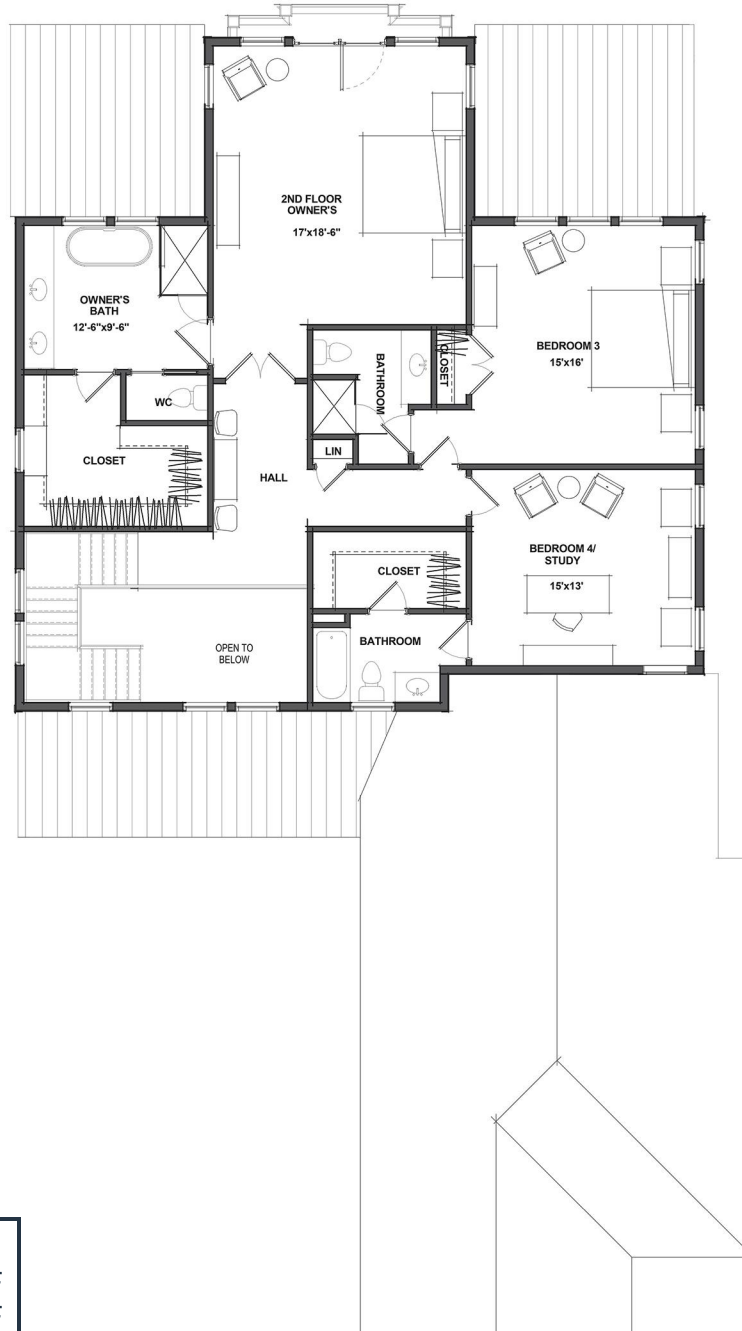 2ND FLOOR
OWNER'S
17'x18'-6"
OWNER'S
BATH
12'-6"x9'-6"
BATHROOM
CLOSET
BEDROOM 3
15'x16'
WC
LIN
CLOSET
HALL
BEDROOM 4/
STUDY
15'x13'
CLOSET
BATHROOM
OPEN TO
BELOW